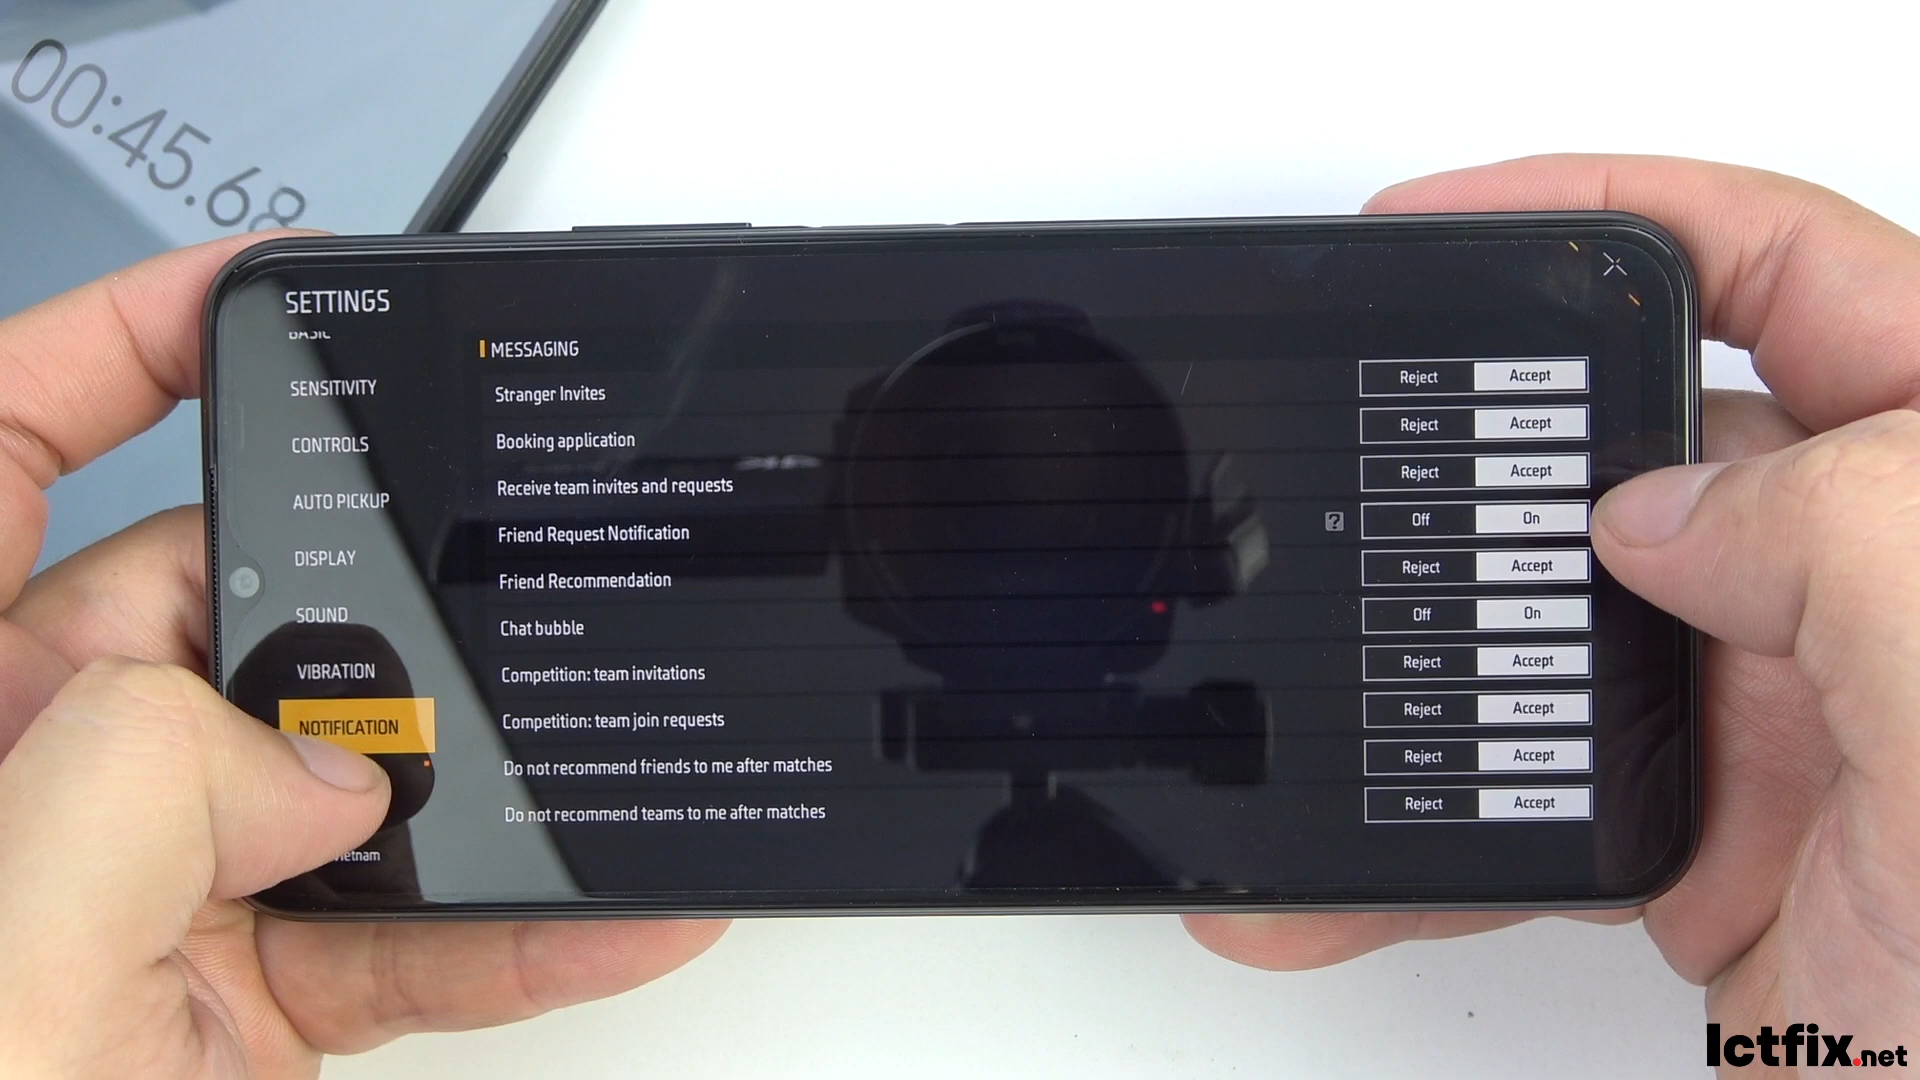 00:45.68
SETTINGS
BASIC
SENSITIVITY
CONTROLS
AUTO PICKUP
DISPLAY
SOUND
VIBRATION
NOTIFICATION
Vietnam
MESSAGING
Stranger Invites Reject Accept
Booking application Reject Accept
Receive team invites and requests Reject Accept
Friend Request Notification ? Off On
Friend Recommendation Reject Accept
Chat bubble Off On
Competition: team invitations Reject Accept
Competition: team join requests Reject Accept
Do not recommend friends to me after matches Reject Accept
Do not recommend teams to me after matches Reject Accept
Ictfix.net